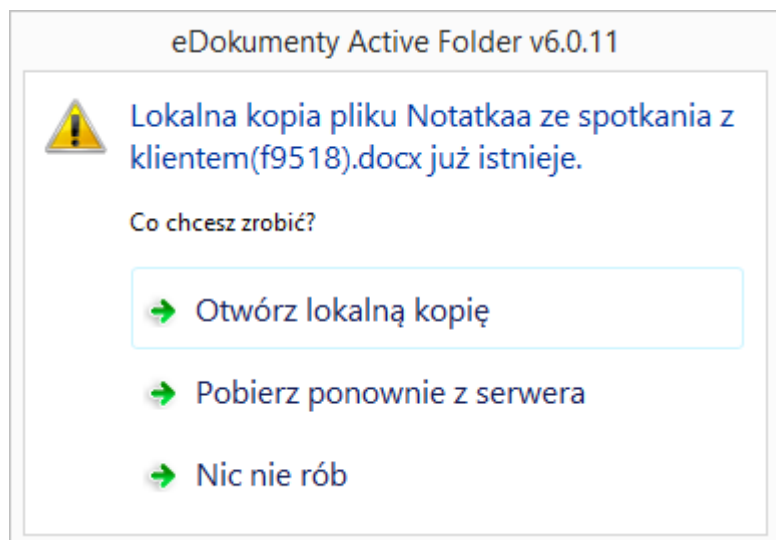 eDokumenty Active Folder v6.0.11
Lokalna kopia pliku Notatkaa ze spotkania z
klientem(f9518).docx już istnieje.
Co chcesz zrobić?
Otwórz lokalną kopię
Pobierz ponownie z serwera
Nic nie rób